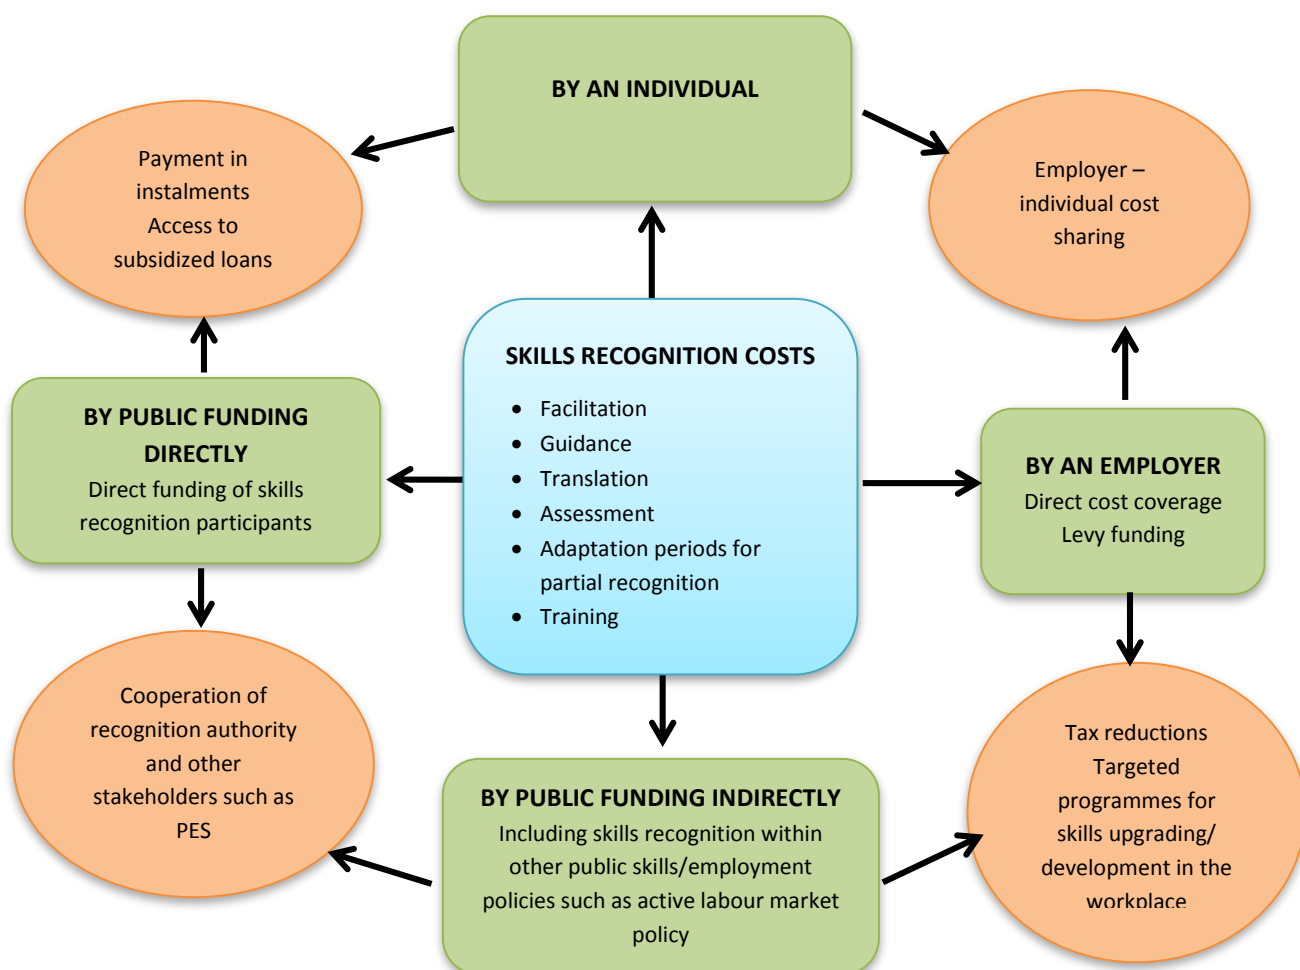 BY AN INDIVIDUAL
Payment in
instalments
Access to
subsidized loans
Employer –
individual cost
sharing
SKILLS RECOGNITION COSTS
• Facilitation
• Guidance
• Translation
• Assessment
• Adaptation periods for
partial recognition
• Training
BY PUBLIC FUNDING
DIRECTLY
Direct funding of skills
recognition participants
BY AN EMPLOYER
Direct cost coverage
Levy funding
Cooperation of
recognition authority
and other
stakeholders such as
PES
BY PUBLIC FUNDING INDIRECTLY
Including skills recognition within
other public skills/employment
policies such as active labour market
policy
Tax reductions
Targeted
programmes for
skills upgrading/
development in the
workplace